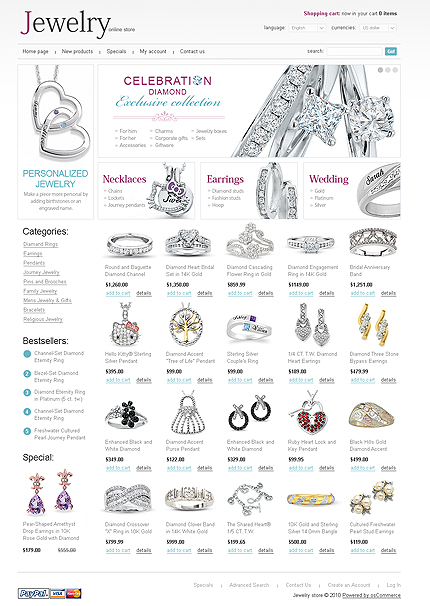 Shopping cart: now in your cart 0 items
Jewelry online store
language: English currencies: US dollar
Home page New products Specials My account Contact us search: Go!
CELEBRATION
DIAMOND
Exclusive collection
For him Charms Jewelry boxes
For her Corporate gifts Sets
Accessories Giftware
PERSONALIZED
JEWELRY
Make a piece more personal by
adding birthstones or an
engraved name.
Necklaces
Chains
Lockets
Journey pendants
Earrings
Diamond studs
Fashion studs
Hoop
Wedding
Gold
Platinum
Silver
Categories:
Diamond Rings
Earrings
Pendants
Journey Jewelry
Pins and Brooches
Family Jewelry
Mens Jewelry & Gifts
Bracelets
Religious Jewelry
Bestsellers:
1 Channel-Set Diamond
Eternity Ring
2 Bezel-Set Diamond
Eternity Ring
3 Diamond Eternity Ring
in Platinum (5 ct. tw.)
4 Channel-Set Diamond
Eternity Ring
5 Freshwater Cultured
Pearl Journey Pendant
Special:
Pear-Shaped Amethyst
Drop Earrings in 10K
Rose Gold with Diamond
$179.00 $555.00
Round and Baguette
Diamond Channel
$1,260.00
add to cart details
Diamond Heart Bridal
Set in 14K Gold
$1,350.00
add to cart details
Diamond Cascading
Flower Ring in Gold
$859.99
add to cart details
Diamond Engagement
Ring in 14K Gold
$1149.00
add to cart details
Bridal Anniversary
Band
$1,251.00
add to cart details
Hello Kitty® Sterling
Silver Pendant
$395.00
add to cart details
Diamond Accent
"Tree of Life" Pendant
$99.00
add to cart details
Sterling Silver
Couple's Ring
$99.00
add to cart details
1/4 CT. T.W. Diamond
Heart Earrings
$189.00
add to cart details
Diamond Three Stone
Bypass Earrings
$479.99
add to cart details
Enhanced Black and
White Diamond
$349.00
add to cart details
Diamond Accent
Purse Pendant
$122.00
add to cart details
Enhanced Black and
White Diamond
$329.00
add to cart details
Ruby Heart Lock and
Key Pendant
$99.95
add to cart details
Black Hills Gold
Diamond Accent
$499.00
add to cart details
Diamond Crossover
"X" Ring in 10K Gold
$799.99
add to cart details
Diamond Clover Band
in 14K White Gold
$999.00
add to cart details
The Shared Heart®
1/5 CT. T.W.
$199.65
add to cart details
10K Gold and Sterling
Silver 14.0mm Bangle
$500.00
add to cart details
Cultured Freshwater
Pearl Stud Earrings
$119.00
add to cart details
Specials Advanced Search Contact Us Create an Account Log In
PayPal VISA
Jewelry store © 2010 Powered by osCommerce